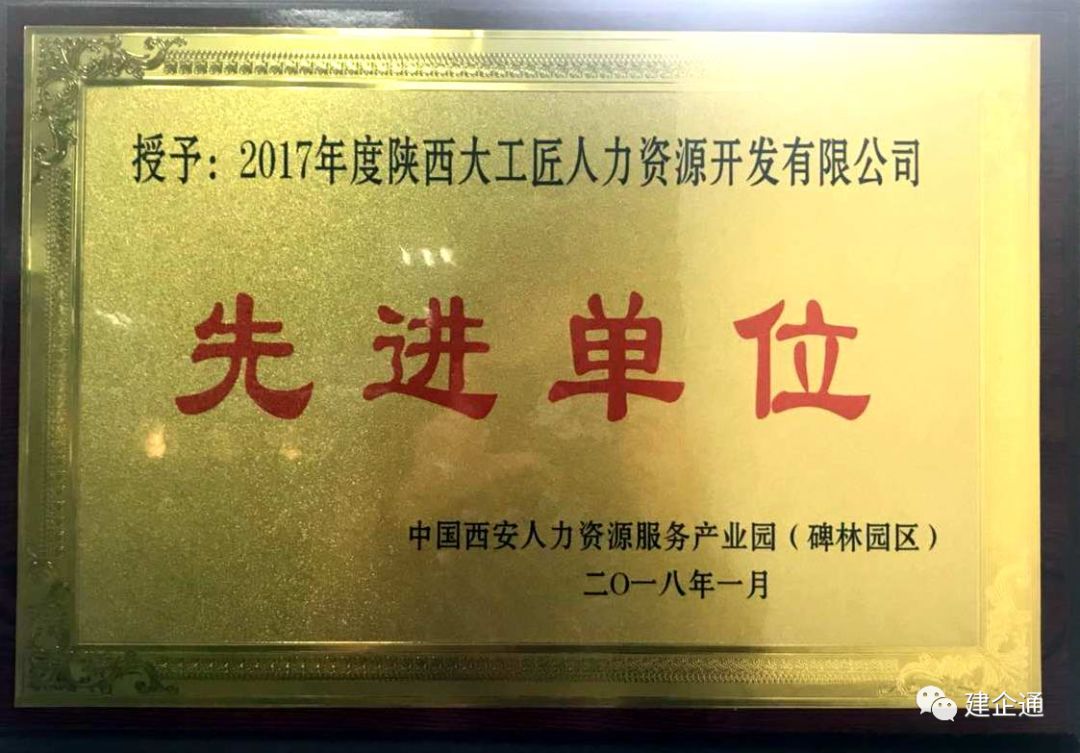 授予：2017年度陕西大工匠人力资源开发有限公司
先进单位
中国西安人力资源服务产业园（碑林园区）
二〇一八年一月
建企通